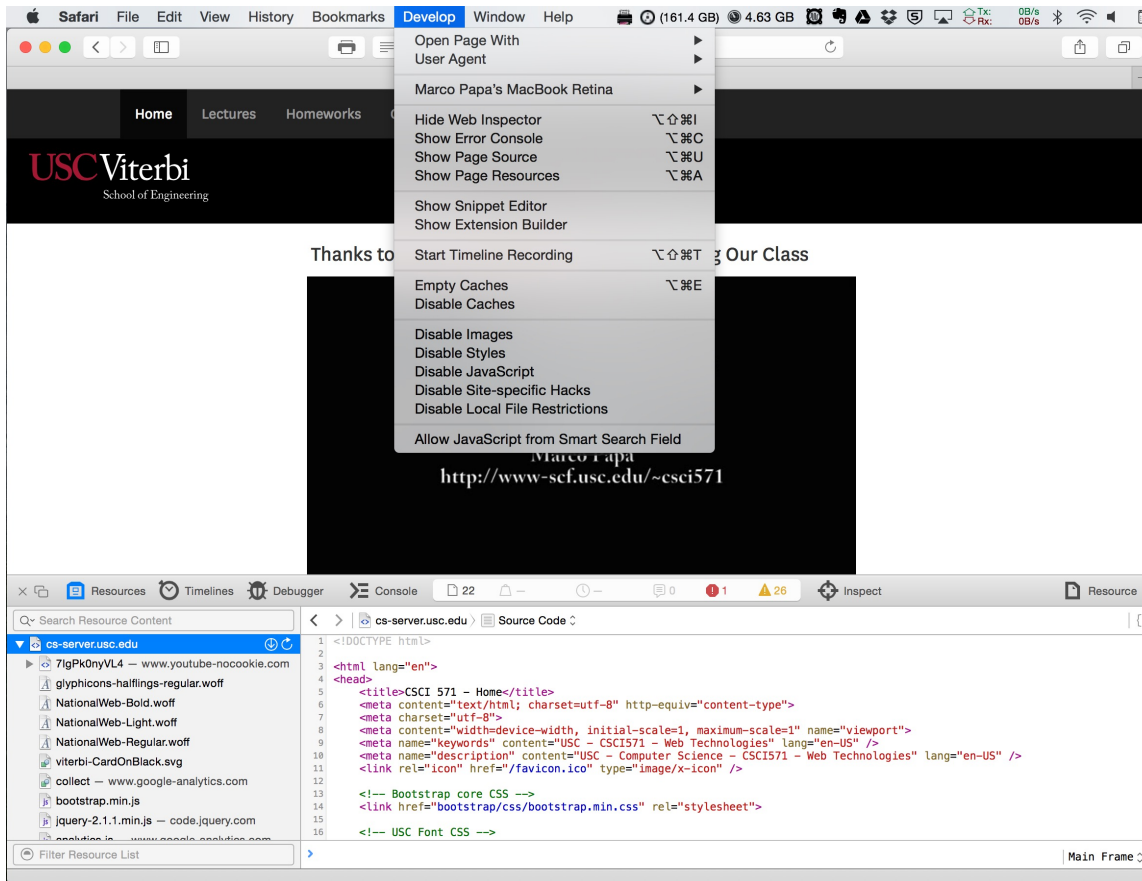 Safari File Edit View History Bookmarks Develop Window Help (161.4 GB) 4.63 GB Tx: 0B/s
Rx: 0B/s
Open Page With
User Agent
Marco Papa's MacBook Retina
Hide Web Inspector ⌥⇧⌘I
Show Error Console ⌥⌘C
Show Page Source ⌥⌘U
Show Page Resources ⌥⌘A
Show Snippet Editor
Show Extension Builder
Start Timeline Recording ⌥⇧⌘T
Empty Caches ⌥⌘E
Disable Caches
Disable Images
Disable Styles
Disable JavaScript
Disable Site-specific Hacks
Disable Local File Restrictions
Allow JavaScript from Smart Search Field
Home Lectures Homeworks
USC Viterbi
School of Engineering
Thanks to
Our Class
Marco Papa
http://www-scf.usc.edu/~csci571
Resources Timelines Debugger Console 22 – – 0 1 26 Inspect Resource
Search Resource Content
cs-server.usc.edu Source Code
cs-server.usc.edu
7lgPk0nyVL4 — www.youtube-nocookie.com
glyphicons-halflings-regular.woff
NationalWeb-Bold.woff
NationalWeb-Light.woff
NationalWeb-Regular.woff
viterbi-CardOnBlack.svg
collect — www.google-analytics.com
bootstrap.min.js
jquery-2.1.1.min.js — code.jquery.com
analytics.js — www.google-analytics.com
Filter Resource List
1 <!DOCTYPE html>
2
3 <html lang="en">
4 <head>
5 <title>CSCI 571 – Home</title>
6 <meta content="text/html; charset=utf-8" http-equiv="content-type">
7 <meta charset="utf-8">
8 <meta content="width=device-width, initial-scale=1, maximum-scale=1" name="viewport">
9 <meta name="keywords" content="USC – CSCI571 – Web Technologies" lang="en-US" />
10 <meta name="description" content="USC – Computer Science – CSCI571 – Web Technologies" lang="en-US" />
11 <link rel="icon" href="/favicon.ico" type="image/x-icon" />
12
13 <!-- Bootstrap core CSS -->
14 <link href="bootstrap/css/bootstrap.min.css" rel="stylesheet">
15
16 <!-- USC Font CSS -->
Main Frame